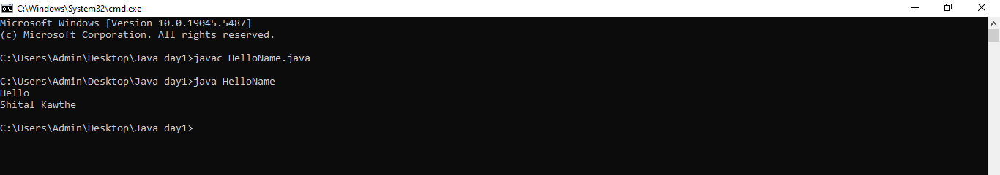 C:\Windows\System32\cmd.exe
Microsoft Windows [Version 10.0.19045.5487]
(c) Microsoft Corporation. All rights reserved.
C:\Users\Admin\Desktop\Java day1>javac HelloName.java
C:\Users\Admin\Desktop\Java day1>java HelloName
Hello
Shital Kawthe
C:\Users\Admin\Desktop\Java day1>